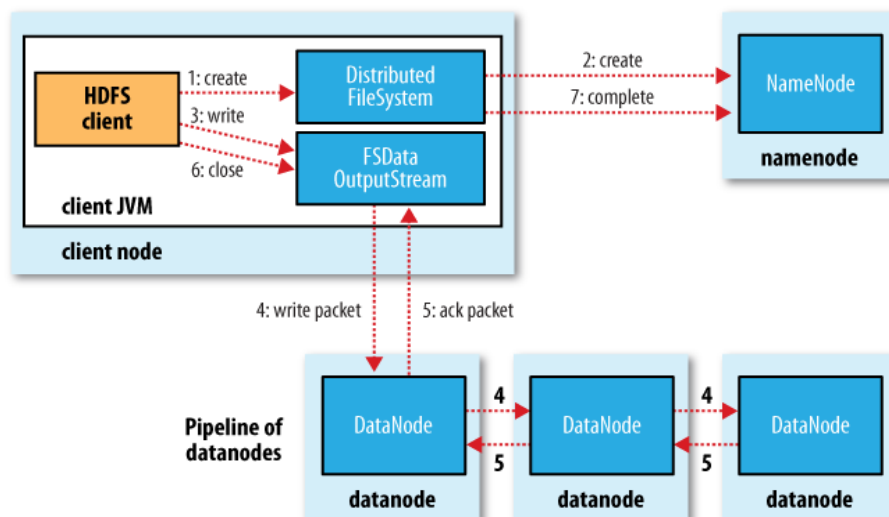 1: create
HDFS
client
3: write
6: close
Distributed
FileSystem
FSData
OutputStream
client JVM
client node
2: create
7: complete
NameNode
namenode
4: write packet
5: ack packet
Pipeline of
datanodes
DataNode
4
5
DataNode
4
5
DataNode
datanode
datanode
datanode